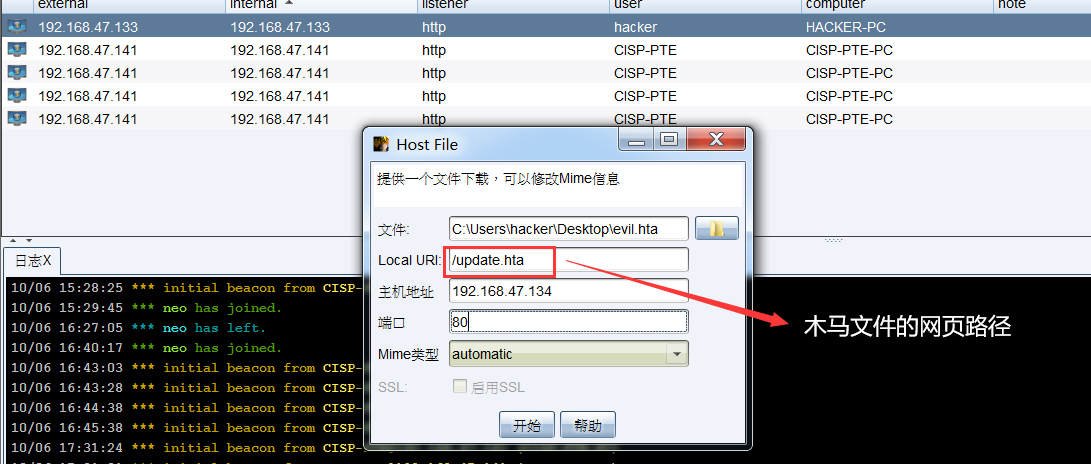 external internal listener user computer note
192.168.47.133 192.168.47.133 http hacker HACKER-PC
192.168.47.141 192.168.47.141 http CISP-PTE CISP-PTE-PC
192.168.47.141 192.168.47.141 http CISP-PTE CISP-PTE-PC
192.168.47.141 192.168.47.141 http CISP-PTE CISP-PTE-PC
192.168.47.141 192.168.47.141 http CISP-PTE CISP-PTE-PC
Host File
提供一个文件下载，可以修改Mime信息
文件: C:\Users\hacker\Desktop\evil.hta
Local URI: /update.hta
主机地址 192.168.47.134
端口 80
Mime类型 automatic
SSL: 启用SSL
开始 帮助
木马文件的网页路径
日志X
10/06 15:28:25 *** initial beacon from CISP-
10/06 15:29:45 *** neo has joined.
10/06 16:27:05 *** neo has left.
10/06 16:40:17 *** neo has joined.
10/06 16:43:03 *** initial beacon from CISP-
10/06 16:43:28 *** initial beacon from CISP-
10/06 16:44:38 *** initial beacon from CISP-
10/06 16:45:38 *** initial beacon from CISP-
10/06 17:31:24 *** initial beacon from CISP-